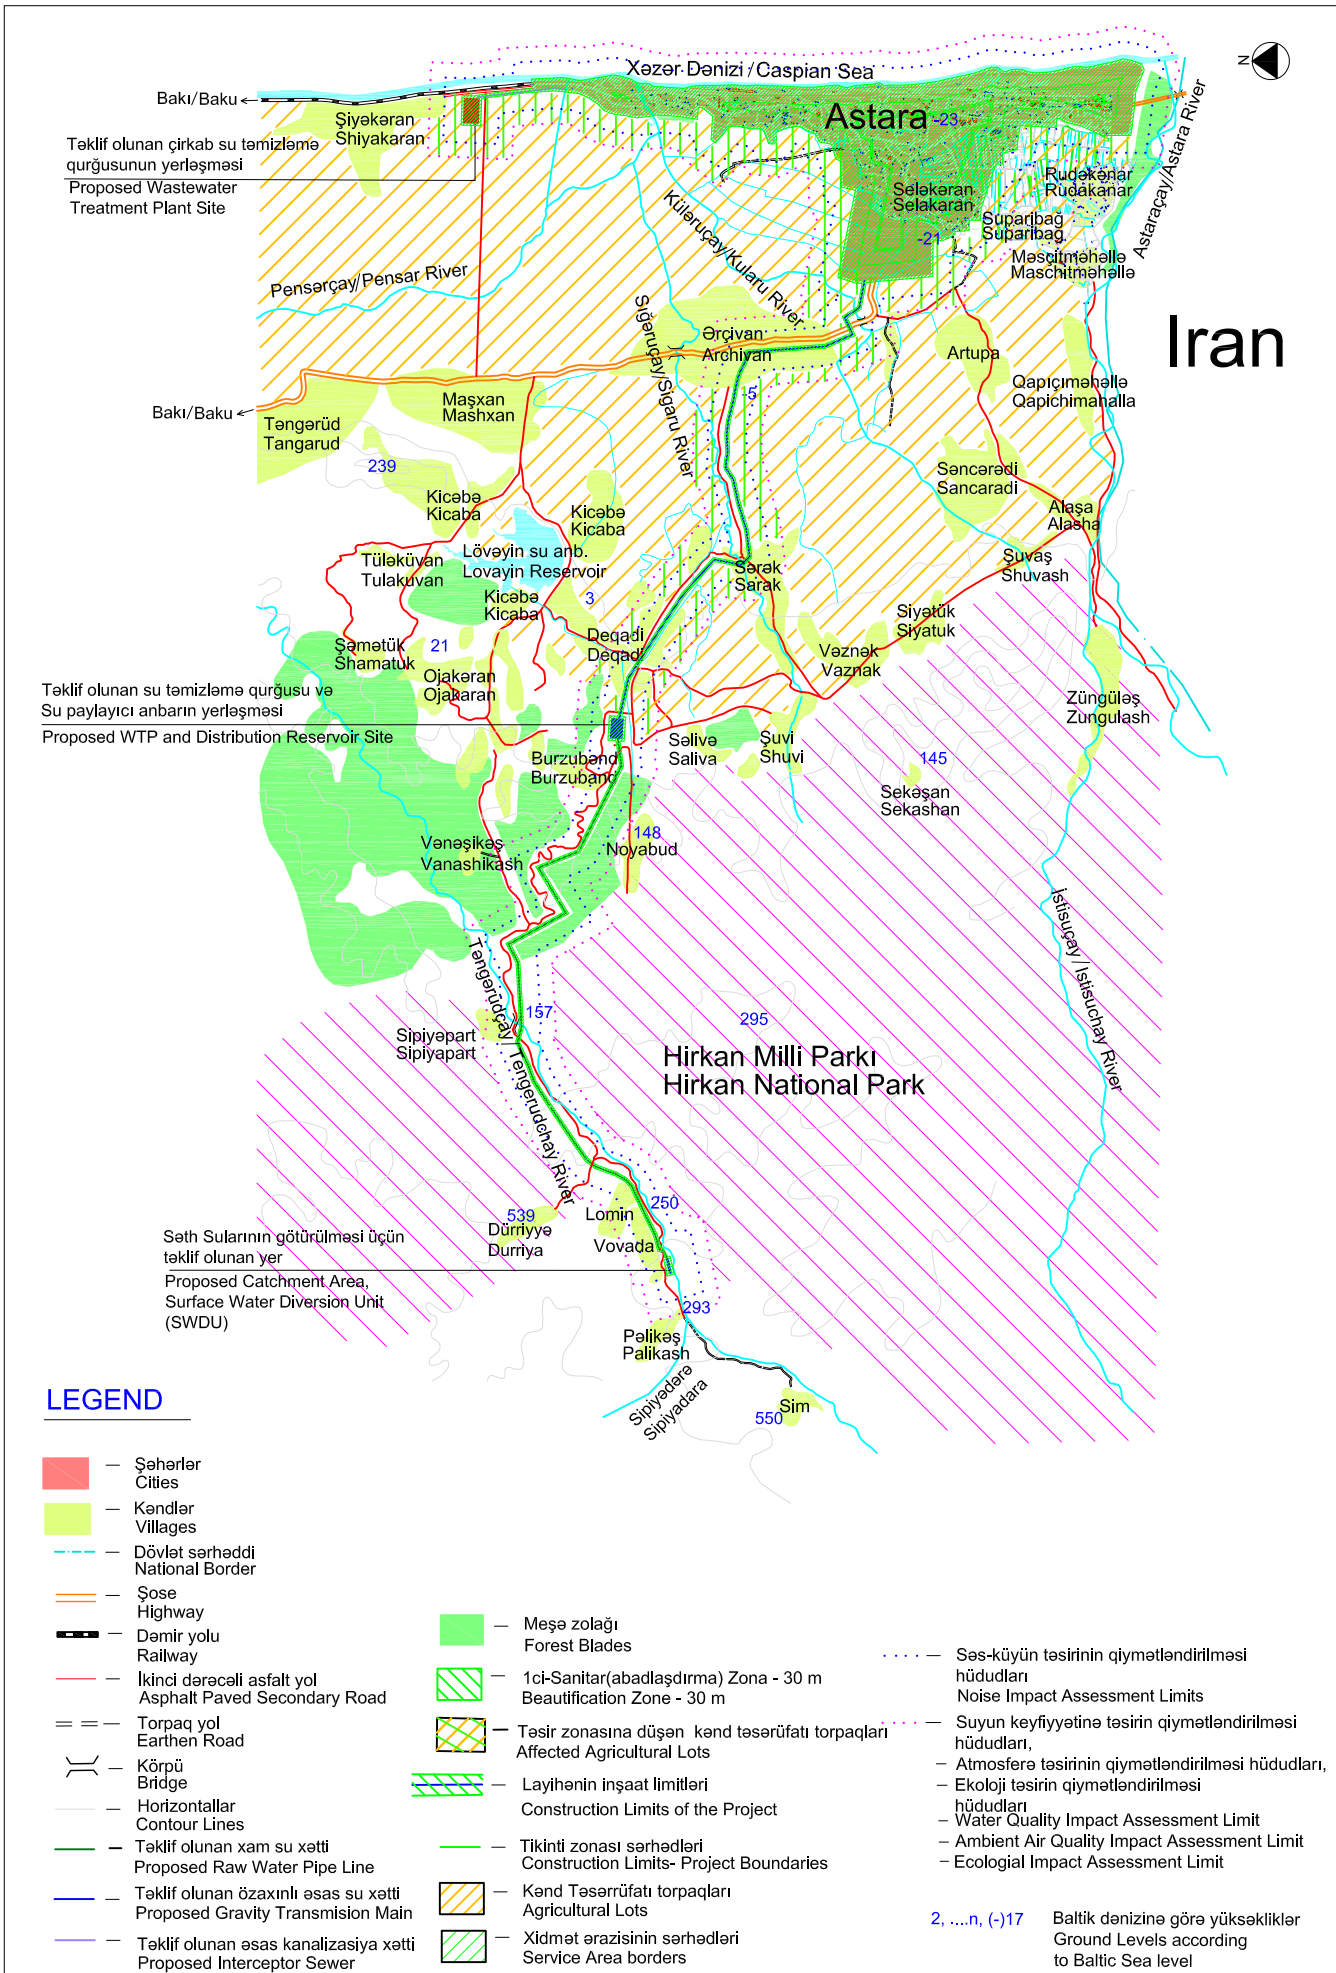 Xəzər Dənizi / Caspian Sea
N
Bakı/Baku
Şiyəkəran
Shiyakaran
Astara
-23
Astaraçay/Astara River
Təklif olunan çirkab su təmizləmə
qurğusunun yerləşməsi
Proposed Wastewater
Treatment Plant Site
Rudəkənar
Rudakanar
Seləkəran
Selakaran
Suparibağ
Suparibağ
-21
Məsçitməhəllə
Maschitməhəllə
Küləruçay/Kularu River
Pensərçay/Pensar River
Siğəruçay/Sigaru River
Iran
Ərçivan
Archivan
Artupa
Qapıçıməhəllə
Qapichimahalla
-5
Bakı/Baku
Maşxan
Mashxan
Təngərüd
Tangarud
239
Kicəbə
Kicaba
Kicəbə
Kicaba
Səncərədi
Sancaradi
Alaşa
Alasha
Tüləküvan
Tulakuvan
Lövəyin su anb.
Lovayin Reservoir
Şuvaş
Shuvash
Sərək
Sarak
Kicəbə
Kicaba
3
Siyətük
Siyatuk
Deqadi
Deqadi
Şəmətük
Shamatuk
21
Vəznək
Vaznak
Ojakəran
Ojakaran
Züngüləş
Zungulash
Təklif olunan su təmizləmə qurğusu və
Su paylayıcı anbarın yerləşməsi
Proposed WTP and Distribution Reservoir Site
Səlivə
Saliva
Şuvi
Shuvi
Burzubənd
Burzuband
145
Sekəşan
Sekashan
148
Noyabud
Vənəşikəş
Vanashikash
İstisuçay / Istisuchay River
Təngərüdçay / Tengerudchay River
157
295
Sipiyəpart
Sipiyapart
Hirkan Milli Parkı
Hirkan National Park
250
539
Dürriyyə
Durriya
Lomin
Vovada
Səth Sularının götürülməsi üçün
təklif olunan yer
Proposed Catchment Area,
Surface Water Diversion Unit
(SWDU)
293
Pəlikəş
Palikash
Sipiyədərə
Sipiyadara
Sim
550
LEGEND
Şəhərlər
Cities
Kəndlər
Villages
Dövlət sərhəddi
National Border
Şose
Highway
Dəmir yolu
Railway
İkinci dərəcəli asfalt yol
Asphalt Paved Secondary Road
Torpaq yol
Earthen Road
Körpü
Bridge
Horizontallar
Contour Lines
Təklif olunan xam su xətti
Proposed Raw Water Pipe Line
Təklif olunan özaxınlı əsas su xətti
Proposed Gravity Transmision Main
Təklif olunan əsas kanalizasiya xətti
Proposed Interceptor Sewer
Meşə zolağı
Forest Blades
1ci-Sanitar(abadlaşdırma) Zona - 30 m
Beautification Zone - 30 m
Təsir zonasına düşən kənd təsərüfatı torpaqları
Affected Agricultural Lots
Layihənin inşaat limitləri
Construction Limits of the Project
Tikinti zonası sərhədləri
Construction Limits- Project Boundaries
Kənd Təsərrüfatı torpaqları
Agricultural Lots
Xidmət ərazisinin sərhədləri
Service Area borders
Səs-küyün təsirinin qiymətləndirilməsi
hüdudları
Noise Impact Assessment Limits
Suyun keyfiyyətinə təsirin qiymətləndirilməsi
hüdudları,
Atmosferə təsirinin qiymətləndirilməsi hüdudları,
Ekoloji təsirin qiymətləndirilməsi
hüdudları
Water Quality Impact Assessment Limit
Ambient Air Quality Impact Assessment Limit
Ecologial Impact Assessment Limit
2, ....n, (-)17
Baltik dənizinə görə yüksəkliklər
Ground Levels according
to Baltic Sea level